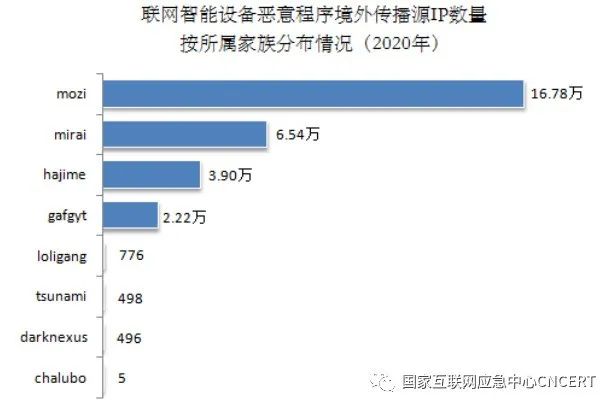 联网智能设备恶意程序境外传播源IP数量
按所属家族分布情况（2020年）
mozi 16.78万
mirai 6.54万
hajime 3.90万
gafgyt 2.22万
loligang 776
tsunami 498
darknexus 496
chalubo 5
国家互联网应急中心CNCERT